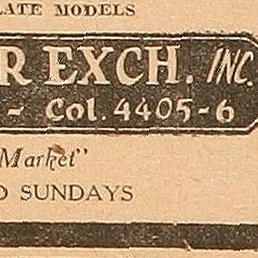 LATE MODELS
R EXCH. INC.
- Col. 4405-6
Market"
D SUNDAYS